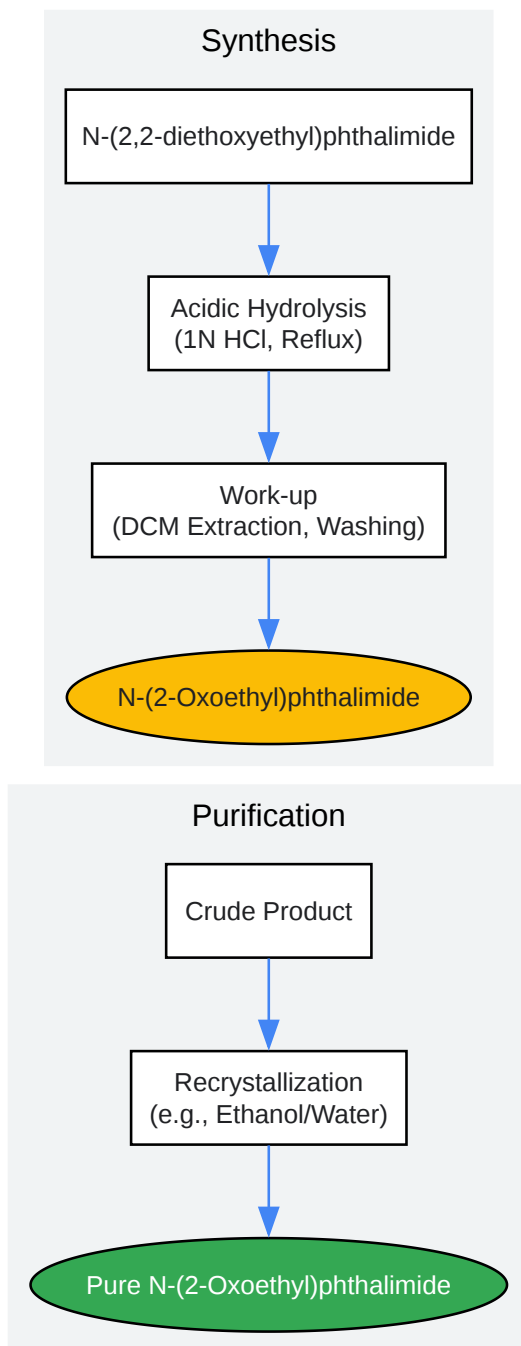 Synthesis
N-(2,2-diethoxyethyl)phthalimide
Acidic Hydrolysis
(1N HCl, Reflux)
Work-up
(DCM Extraction, Washing)
N-(2-Oxoethyl)phthalimide
Purification
Crude Product
Recrystallization
(e.g., Ethanol/Water)
Pure N-(2-Oxoethyl)phthalimide